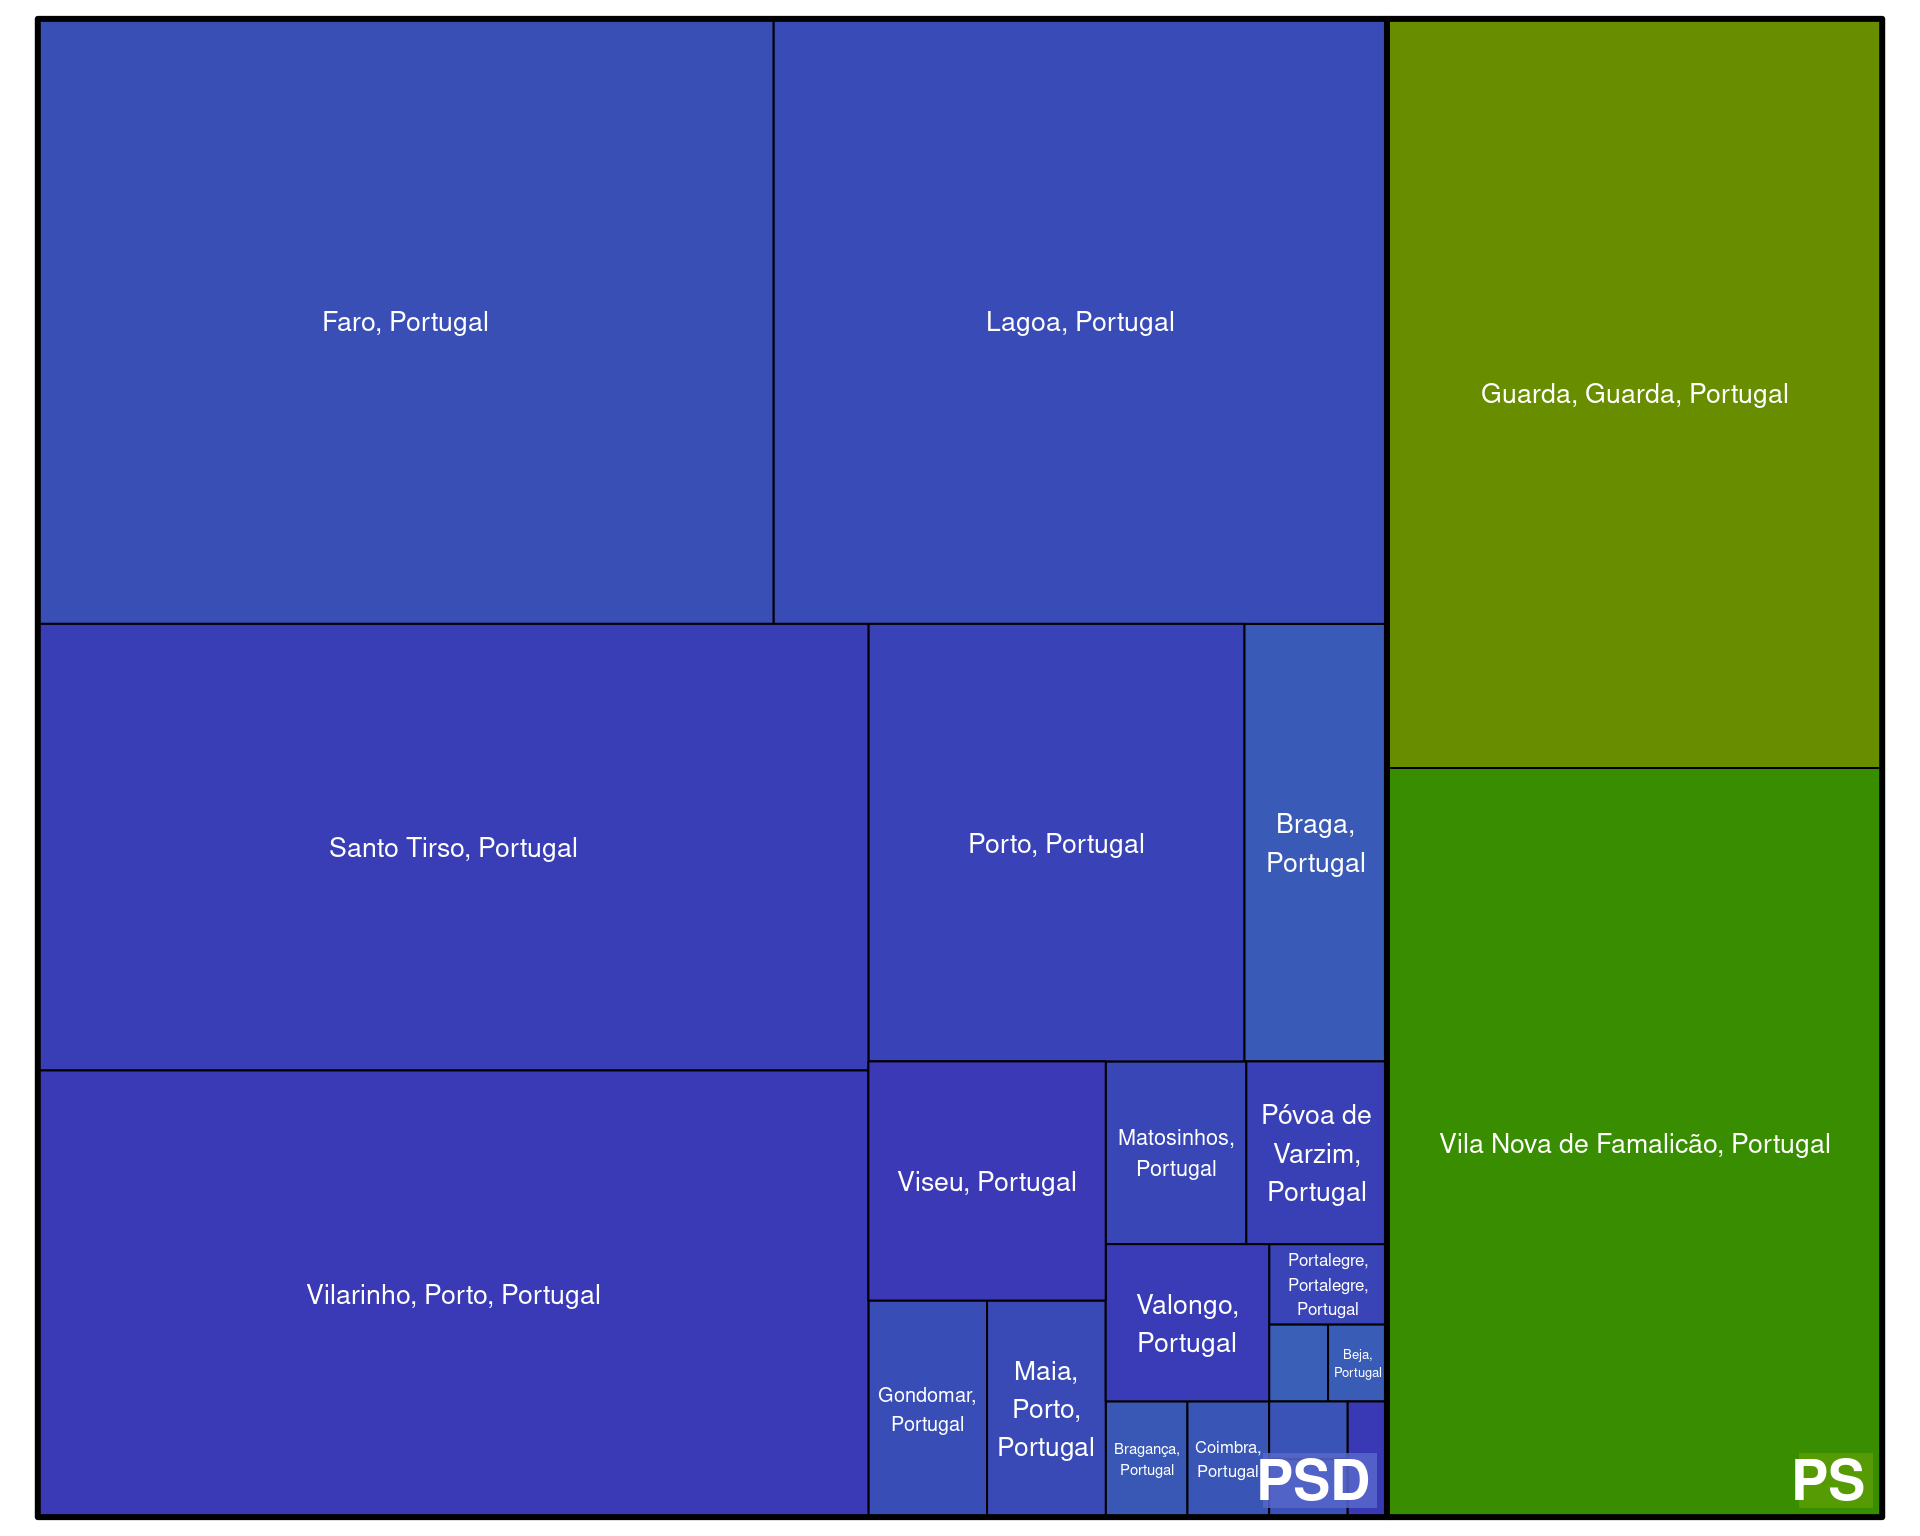 Faro, Portugal
Lagoa, Portugal
Guarda, Guarda, Portugal
Santo Tirso, Portugal
Porto, Portugal
Braga,
Portugal
Vilarinho, Porto, Portugal
Viseu, Portugal
Matosinhos,
Portugal
Póvoa de
Varzim,
Portugal
Vila Nova de Famalicão, Portugal
Valongo,
Portugal
Portalegre,
Portalegre,
Portugal
Beja,
Portugal
Gondomar,
Portugal
Maia,
Porto,
Portugal
Bragança,
Portugal
Coimbra,
Portugal
PSD
PS